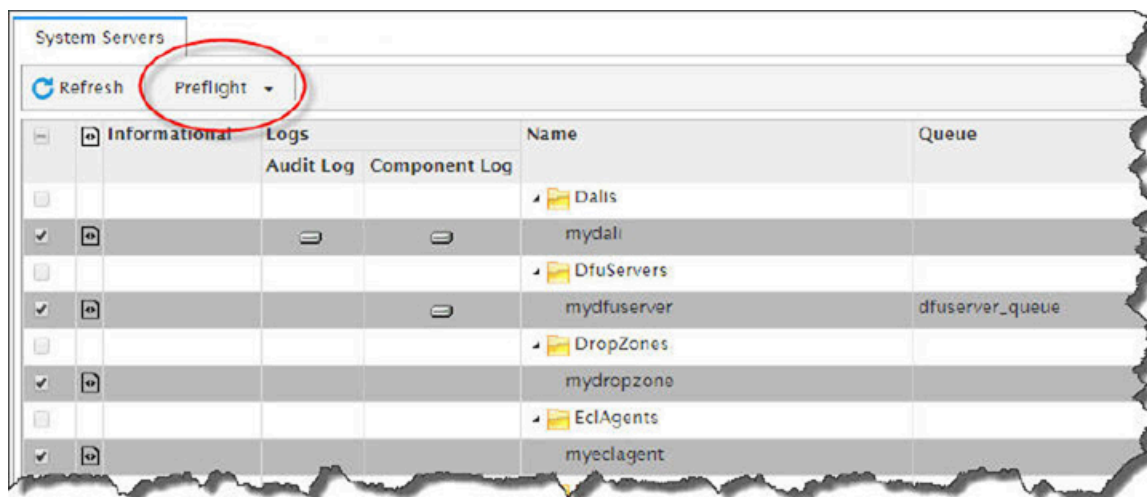 System Servers
Refresh Preflight
Informational Logs Name Queue
Audit Log Component Log
Dalis
mydali
DfuServers
mydfuserver dfuserver_queue
DropZones
mydropzone
EclAgents
myeclagent